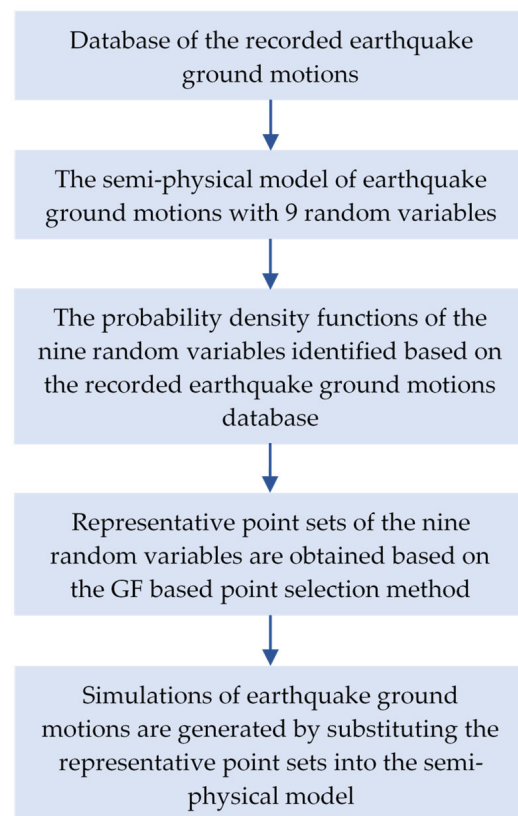 Database of the recorded earthquake
ground motions
The semi-physical model of earthquake
ground motions with 9 random variables
The probability density functions of the
nine random variables identified based on
the recorded earthquake ground motions
database
Representative point sets of the nine
random variables are obtained based on
the GF based point selection method
Simulations of earthquake ground
motions are generated by substituting the
representative point sets into the semi-
physical model